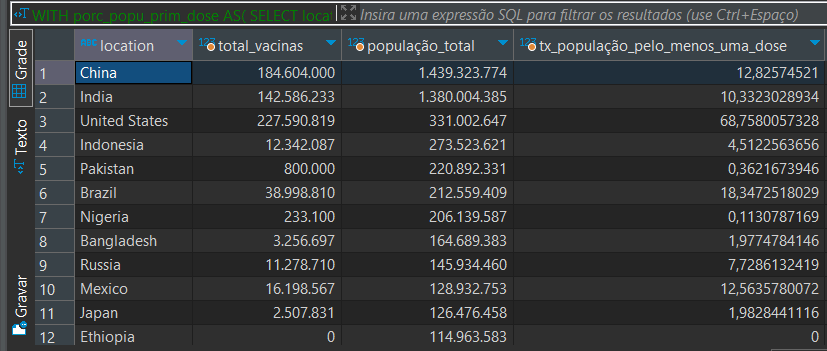 WITH porc_popu_prim_dose AS( SELECT locat Insira uma expressão SQL para filtrar os resultados (use Ctrl+Espaço)
Grade
Texto
Gravar
ABC location 123 total_vacinas 123 população_total 123 tx_população_pelo_menos_uma_dose
1 China 184.604.000 1.439.323.774 12,82574521
2 India 142.586.233 1.380.004.385 10,3323028934
3 United States 227.590.819 331.002.647 68,7580057328
4 Indonesia 12.342.087 273.523.621 4,5122563656
5 Pakistan 800.000 220.892.331 0,3621673946
6 Brazil 38.998.810 212.559.409 18,3472518029
7 Nigeria 233.100 206.139.587 0,1130787169
8 Bangladesh 3.256.697 164.689.383 1,9774784146
9 Russia 11.278.710 145.934.460 7,7286132419
10 Mexico 16.198.567 128.932.753 12,5635780072
11 Japan 2.507.831 126.476.458 1,9828441116
12 Ethiopia 0 114.963.583 0